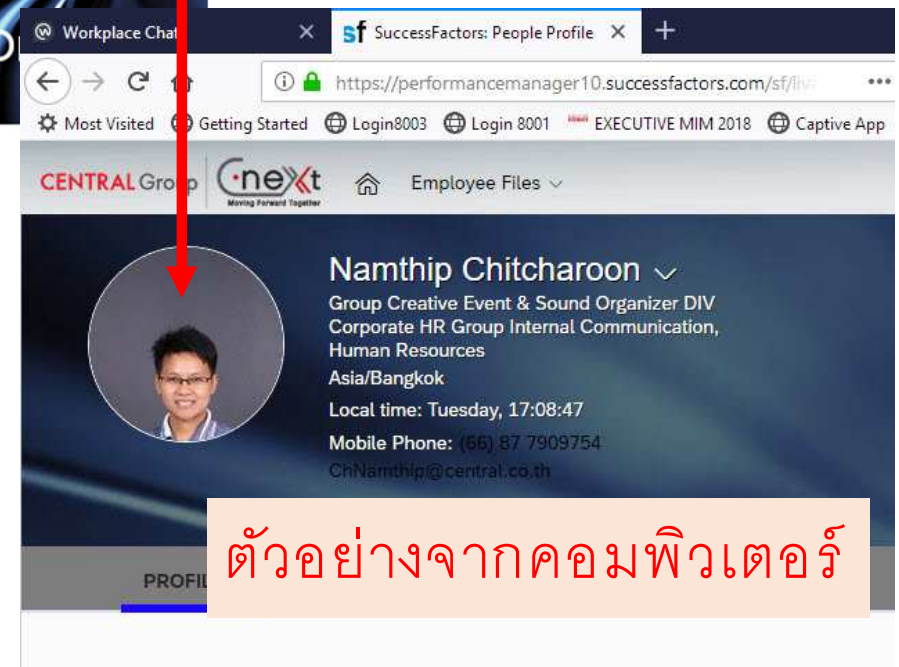 Workplace Chat
SuccessFactors: People Profile
https://performancemanager10.successfactors.com/sf/liv
Most Visited Getting Started Login8003 Login 8001 EXECUTIVE MIM 2018 Captive App
CENTRAL Group
C·neXt
Moving Forward Together
Employee Files
Namthip Chitcharoon
Group Creative Event & Sound Organizer DIV
Corporate HR Group Internal Communication,
Human Resources
Asia/Bangkok
Local time: Tuesday, 17:08:47
Mobile Phone: (66) 87 7909754
ChNamthip@central.co.th
ตัวอย่างจากคอมพิวเตอร์
PROFIL